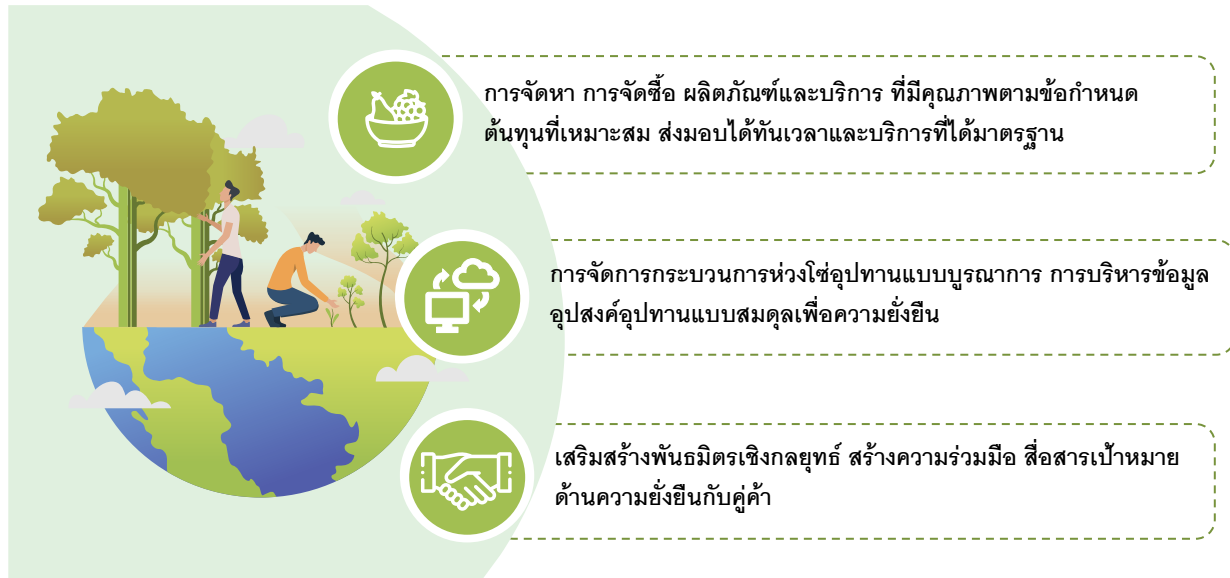 การจัดหา การจัดซื้อ ผลิตภัณฑ์และบริการ ที่มีคุณภาพตามข้อกำหนด
ต้นทุนที่เหมาะสม ส่งมอบได้ทันเวลาและบริการที่ได้มาตรฐาน
การจัดการกระบวนการห่วงโซ่อุปทานแบบบูรณาการ การบริหารข้อมูล
อุปสงค์อุปทานแบบสมดุลเพื่อความยั่งยืน
เสริมสร้างพันธมิตรเชิงกลยุทธ์ สร้างความร่วมมือ สื่อสารเป้าหมาย
ด้านความยั่งยืนกับคู่ค้า